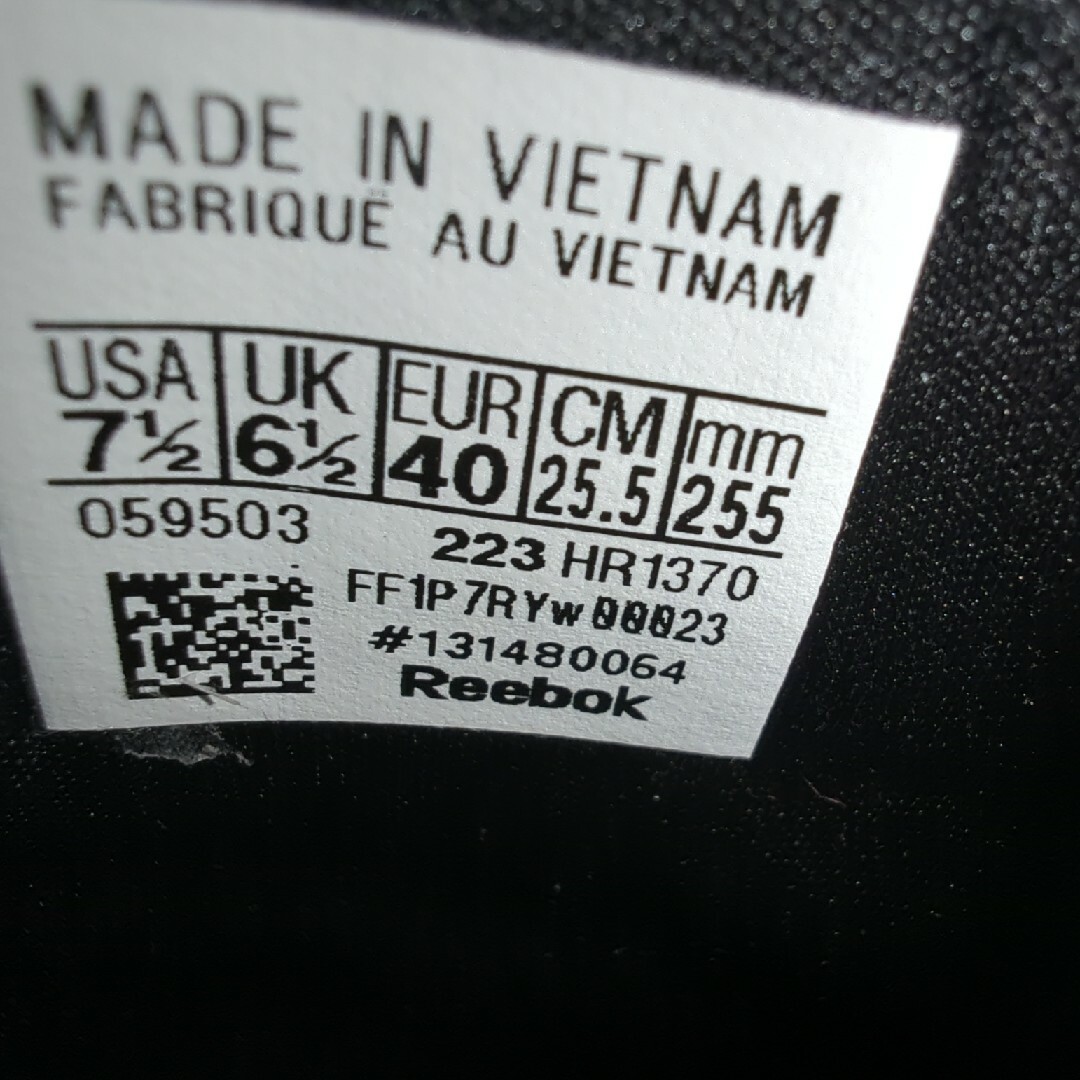 MADE IN VIETNAM
FABRIQUË AU VIETNAM
USA UK EUR CM mm
7½ 6½ 40 25.5 255
059503 223 HR1370
FF1P7RYw00023
#131480064
Reebok